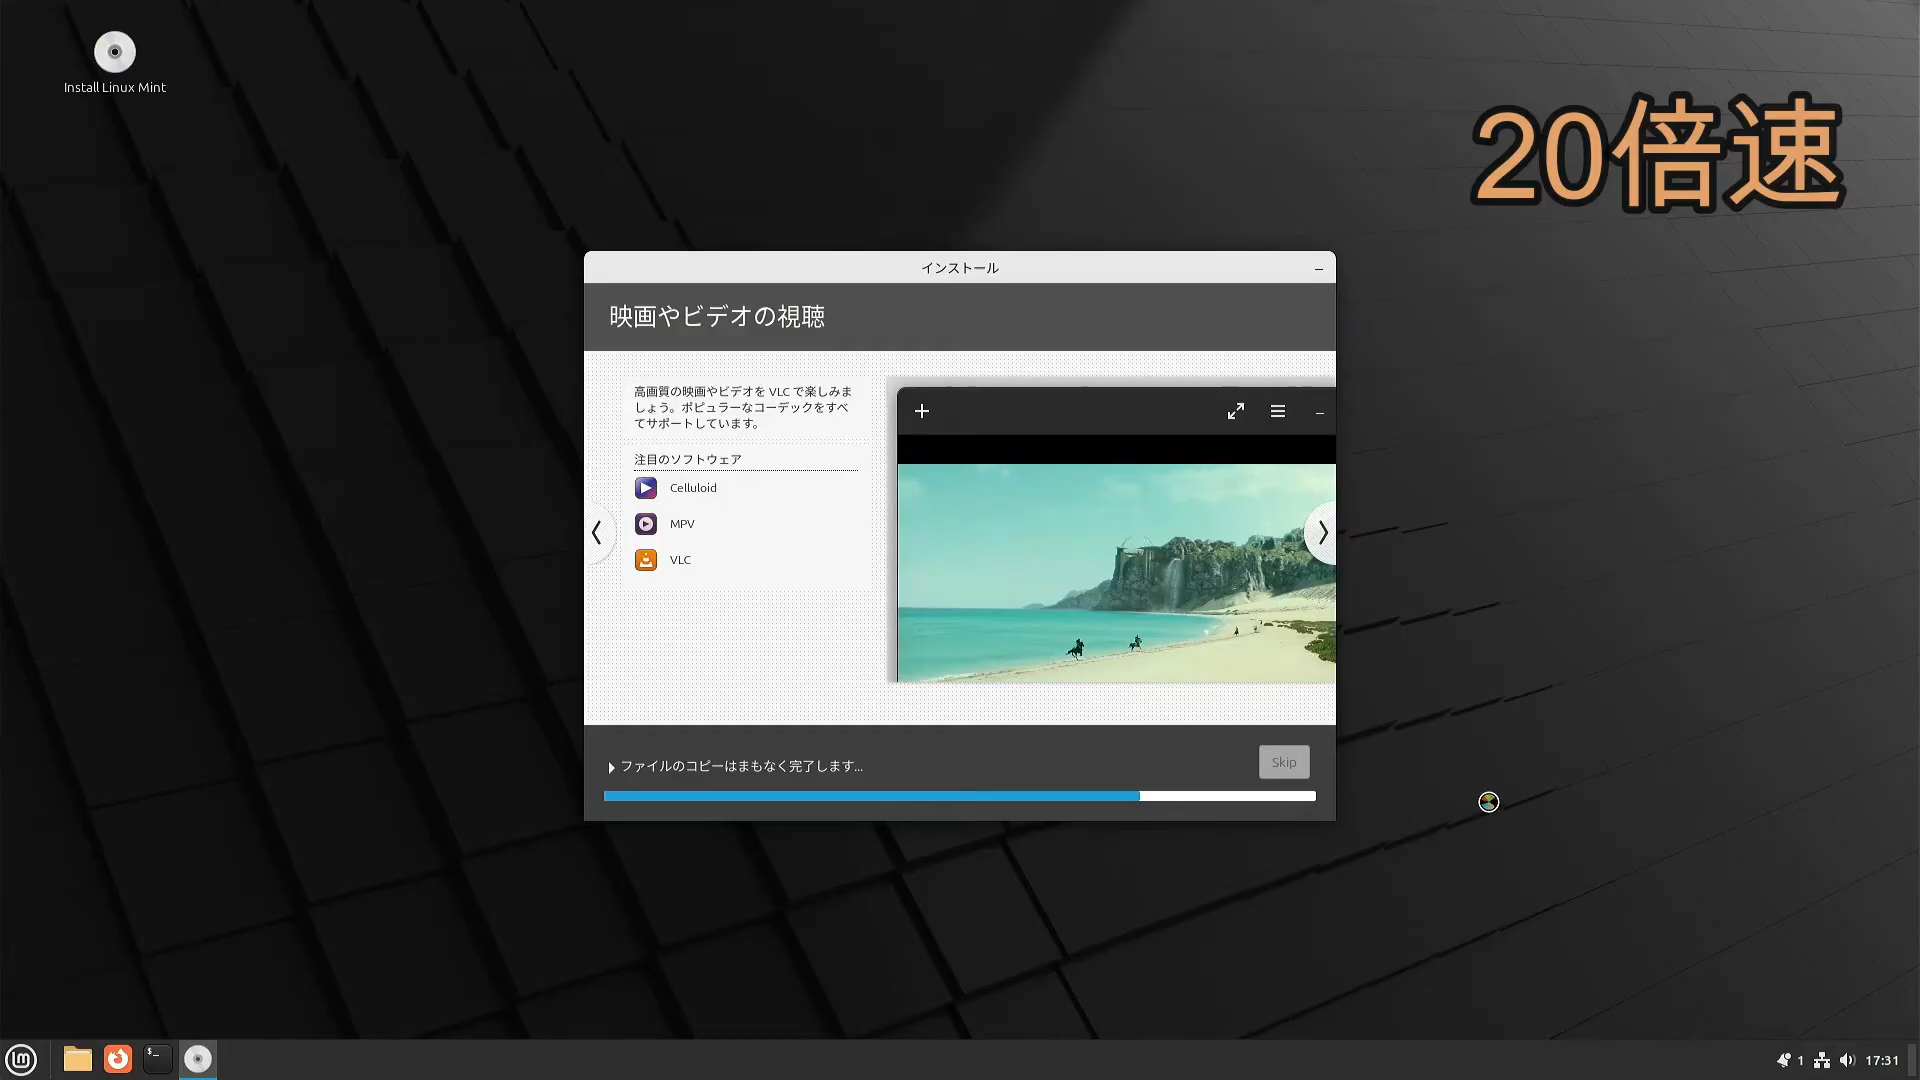 Install Linux Mint
20倍速
インストール
映画やビデオの視聴
高画質の映画やビデオを VLC で楽しみま
しょう。ポピュラーなコーデックをすべ
てサポートしています。
注目のソフトウェア
Celluloid
MPV
VLC
ファイルのコピーはまもなく完了します...
Skip
1
17:31